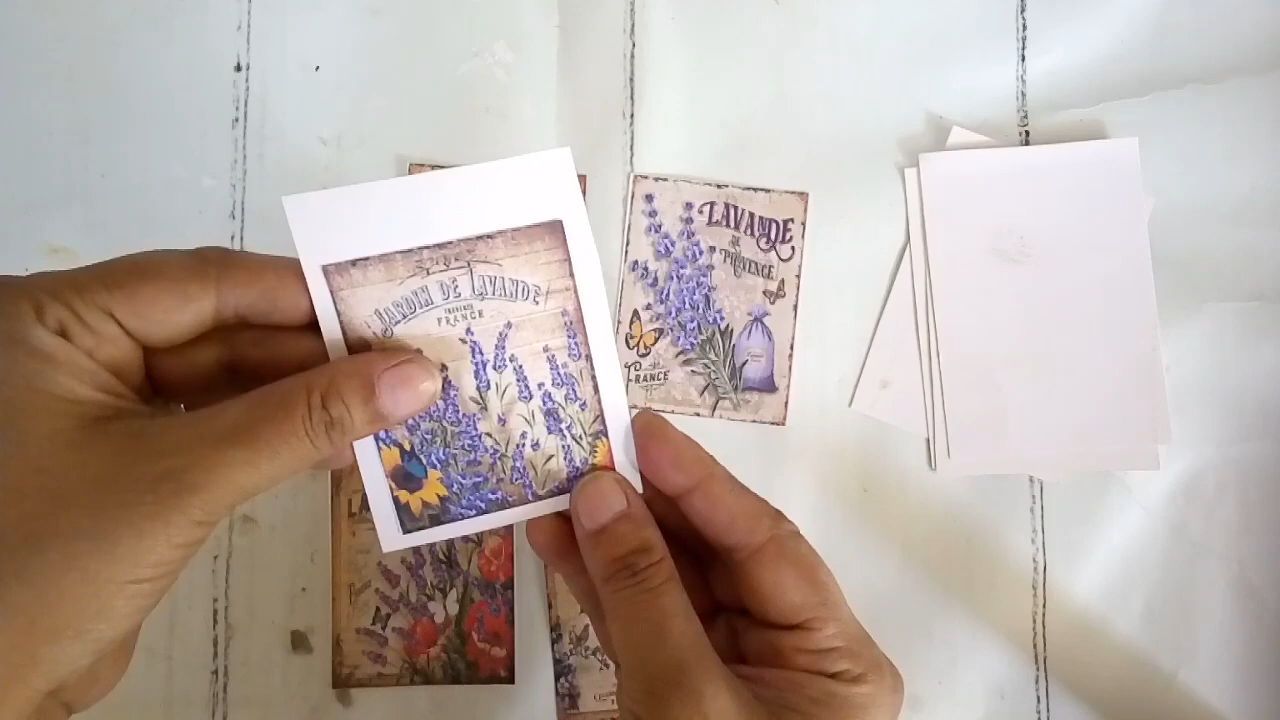 JARDIN DE LAVANDE
FRANCE
LAVANDE
DE
PROVENCE
FRANCE